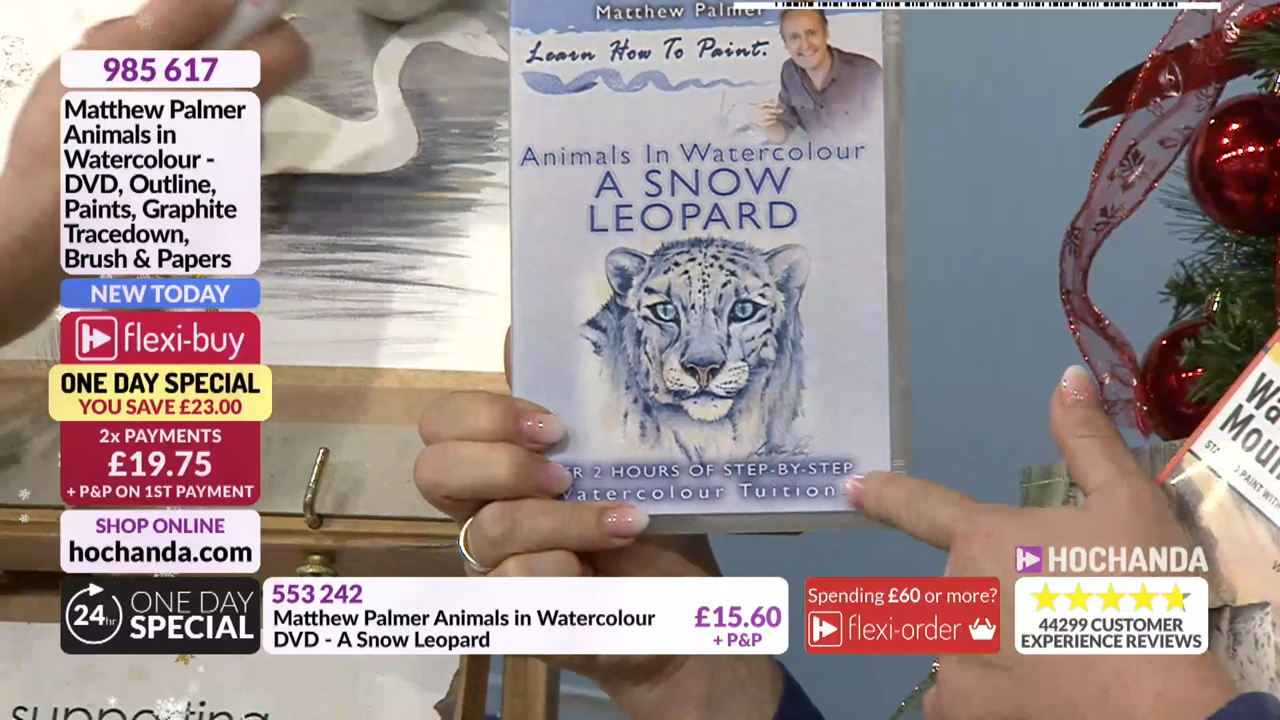 985 617
Matthew Palmer
Animals in
Watercolour -
DVD, Outline,
Paints, Graphite
Tracedown,
Brush & Papers
NEW TODAY
flexi-buy
ONE DAY SPECIAL
YOU SAVE £23.00
2x PAYMENTS
£19.75
+ P&P ON 1ST PAYMENT
SHOP ONLINE
hochanda.com
24hr
ONE DAY
SPECIAL
553 242
Matthew Palmer Animals in Watercolour
DVD - A Snow Leopard
£15.60
+ P&P
Spending £60 or more?
flexi-order
HOCHANDA
44299 CUSTOMER
EXPERIENCE REVIEWS
Matthew Palmer
Learn How To Paint.
Animals In Watercolour
A SNOW
LEOPARD
2 HOURS OF STEP-BY-STEP
Watercolour Tuition
supporting